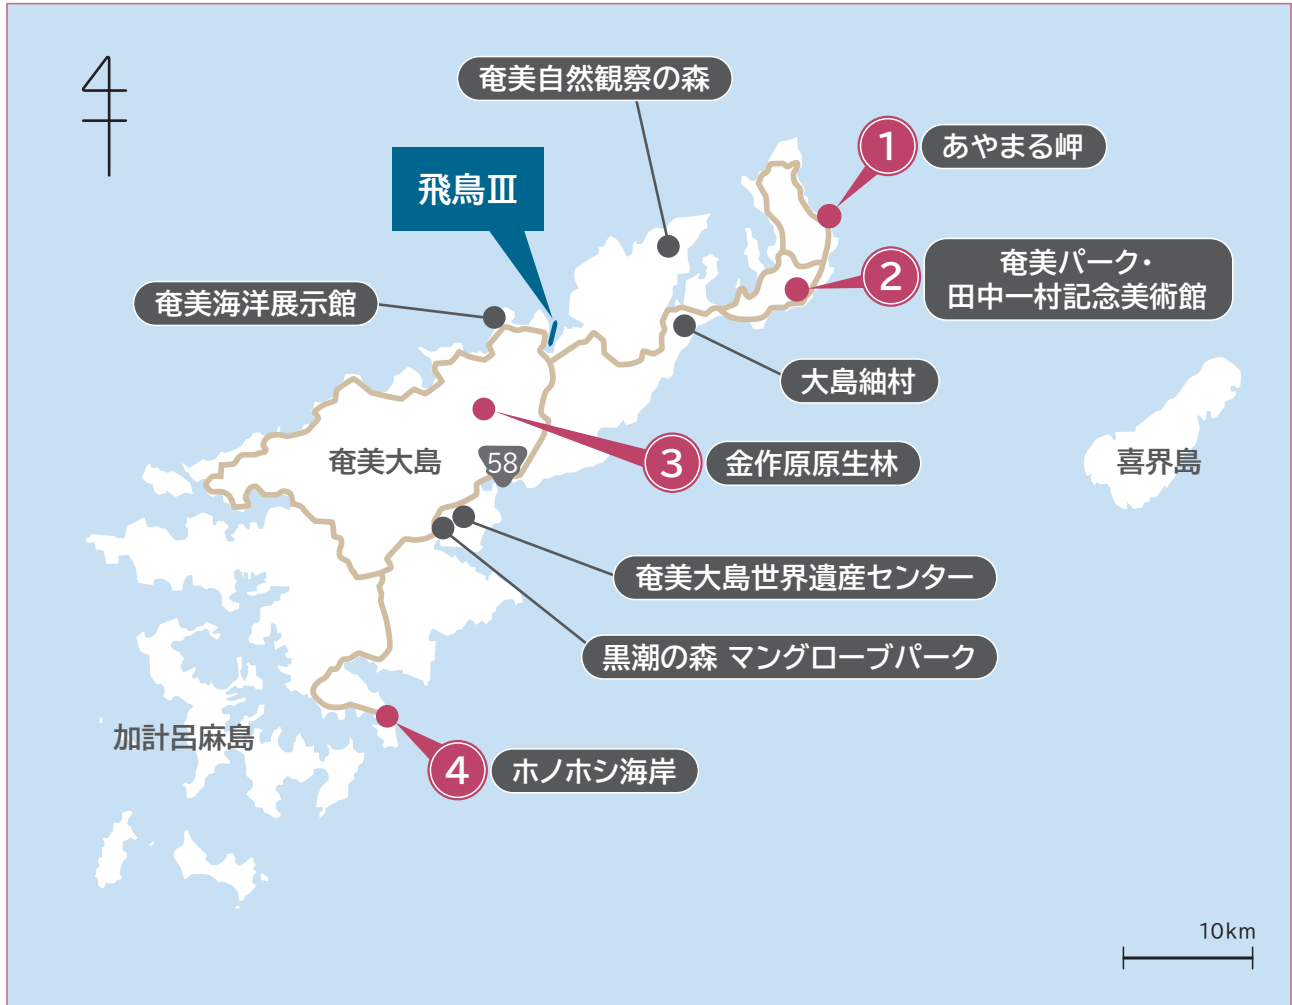 奄美自然観察の森
1
あやまる岬
飛鳥Ⅲ
2
奄美パーク・
田中一村記念美術館
奄美海洋展示館
大島紬村
奄美大島
58
3
金作原原生林
喜界島
奄美大島世界遺産センター
黒潮の森 マングローブパーク
加計呂麻島
4
ホノホシ海岸
10km